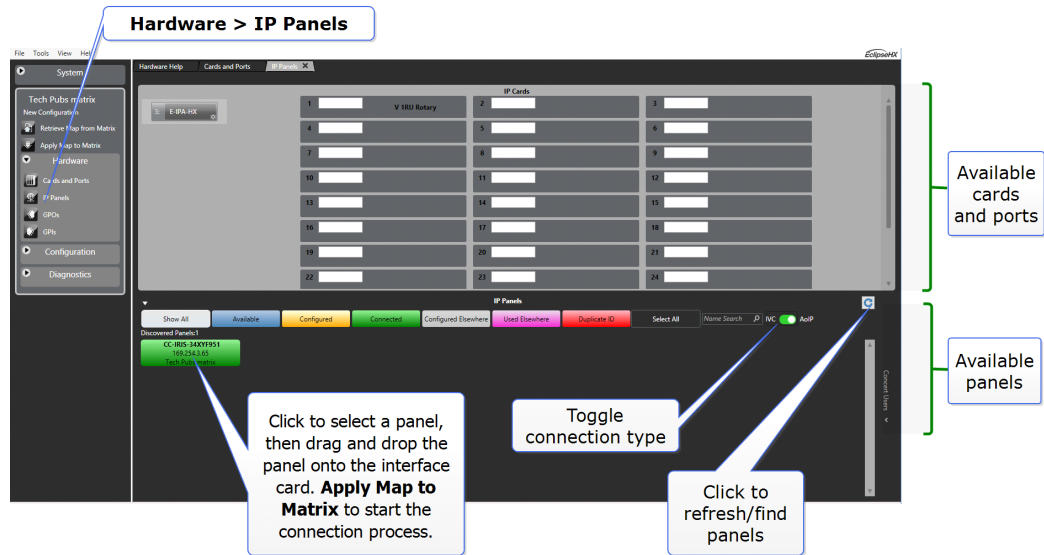 Hardware > IP Panels
File Tools View Help
EclipseHX
System
Hardware Help Cards and Ports IP Panels X
Tech Pubs matrix
New Configuration
Retrieve Map from Matrix
Apply Map to Matrix
Hardware
Cards and Ports
IP Panels
GPOs
GPIs
Configuration
Diagnostics
IP Cards
E-IPA-HX
1 V 1RU Rotary 2 3
4 5 6
7 8 9
10 11 12
13 14 15
16 17 18
19 20 21
22 23 24
Available
cards
and ports
IP Panels
Show All Available Configured Connected Configured Elsewhere Used Elsewhere Duplicate ID Select All Name Search IVC AoIP
Discovered Panels:1
CC-IRIS-34XYF951
169.254.3.65
Tech Pubs matrix
Concert Users
Available
panels
Click to select a panel,
then drag and drop the
panel onto the interface
card. Apply Map to
Matrix to start the
connection process.
Toggle
connection type
Click to
refresh/find
panels